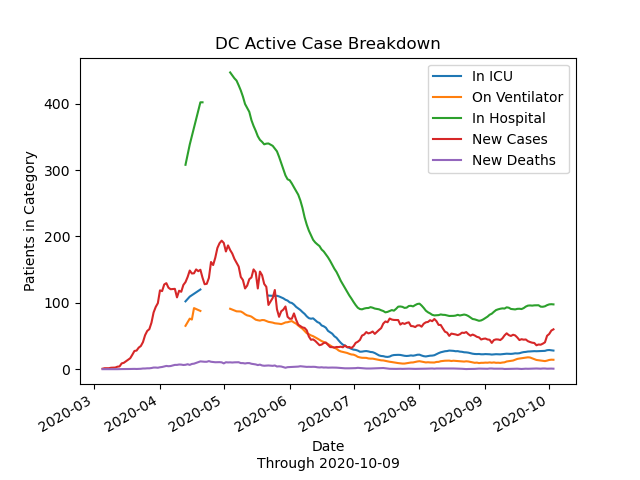 DC Active Case Breakdown
In ICU
On Ventilator
In Hospital
New Cases
New Deaths
Patients in Category
400
300
200
100
0
2020-03
2020-04
2020-05
2020-06
2020-07
2020-08
2020-09
2020-10
Date
Through 2020-10-09